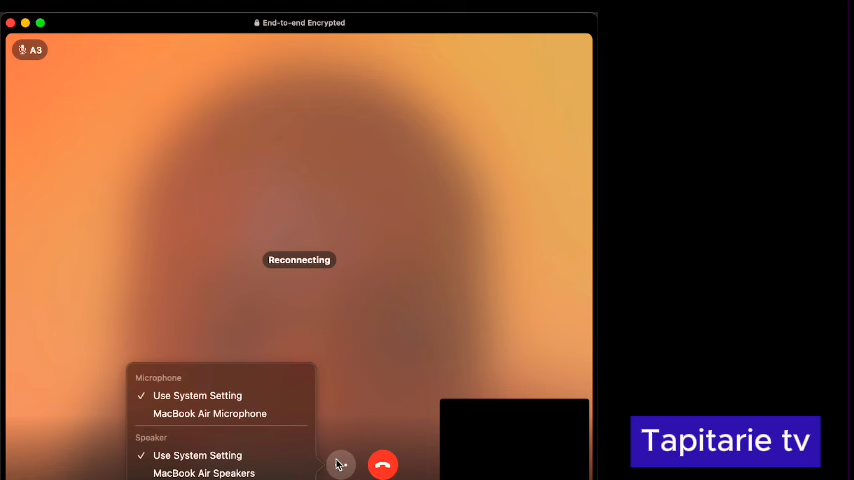 End-to-end Encrypted
A3
Reconnecting
Microphone
✓ Use System Setting
MacBook Air Microphone
Speaker
✓ Use System Setting
MacBook Air Speakers
Tapitarie tv